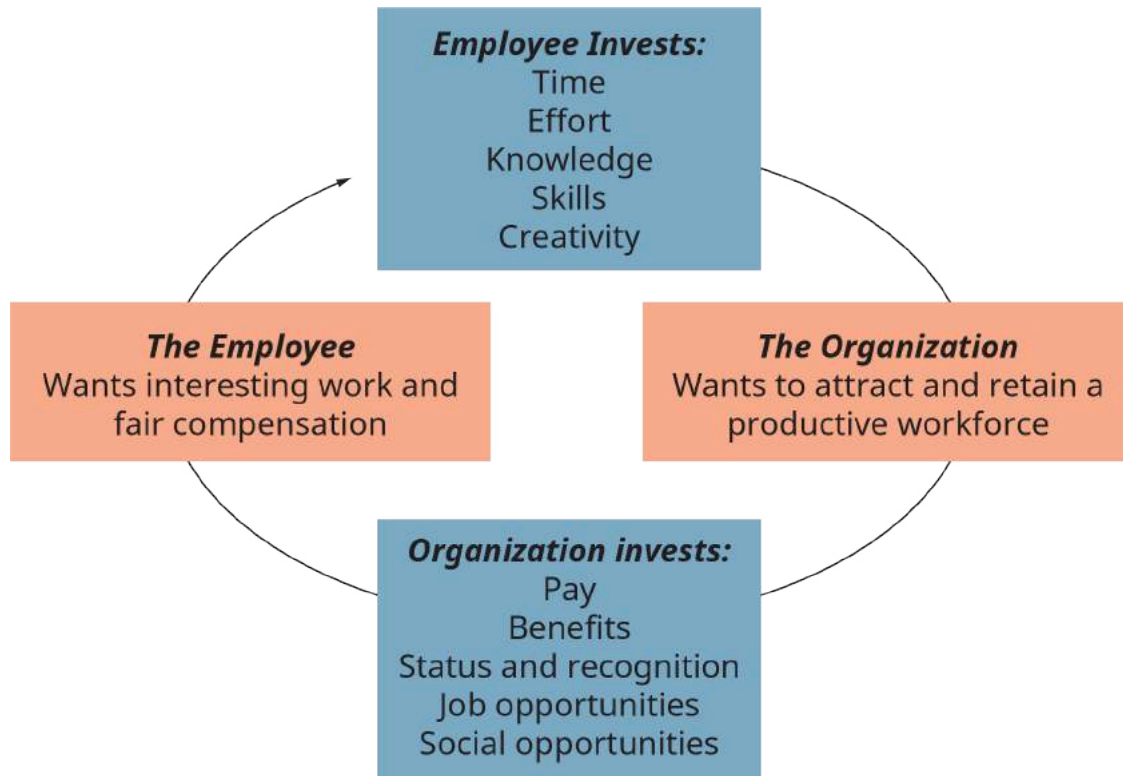 Employee Invests:
Time
Effort
Knowledge
Skills
Creativity
The Employee
Wants interesting work and
fair compensation
The Organization
Wants to attract and retain a
productive workforce
Organization invests:
Pay
Benefits
Status and recognition
Job opportunities
Social opportunities